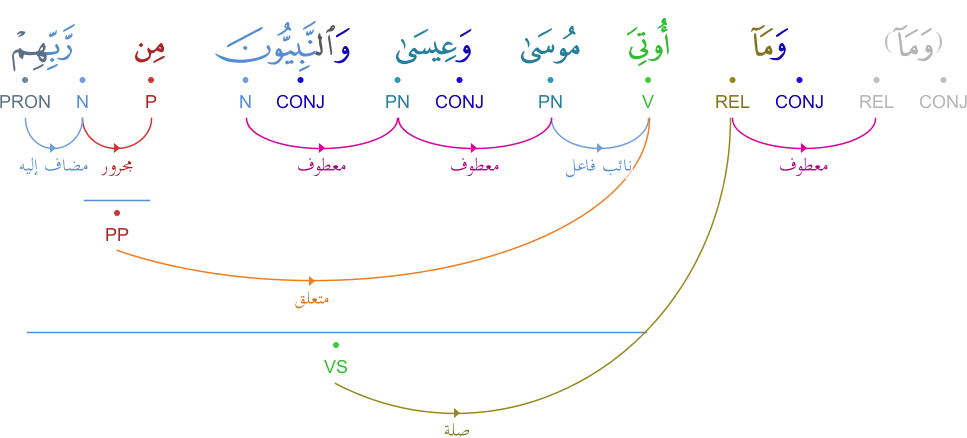 (وَمَآ) وَمَآ أُوتِىَ مُوسَىٰ وَعِيسَىٰ وَٱلنَّبِيُّونَ مِن رَّبِّهِمْ
CONJ REL CONJ REL V PN CONJ PN CONJ N P N PRON
معطوف نائب فاعل معطوف معطوف مجرور مضاف إليه
PP
متعلق
VS
صلة